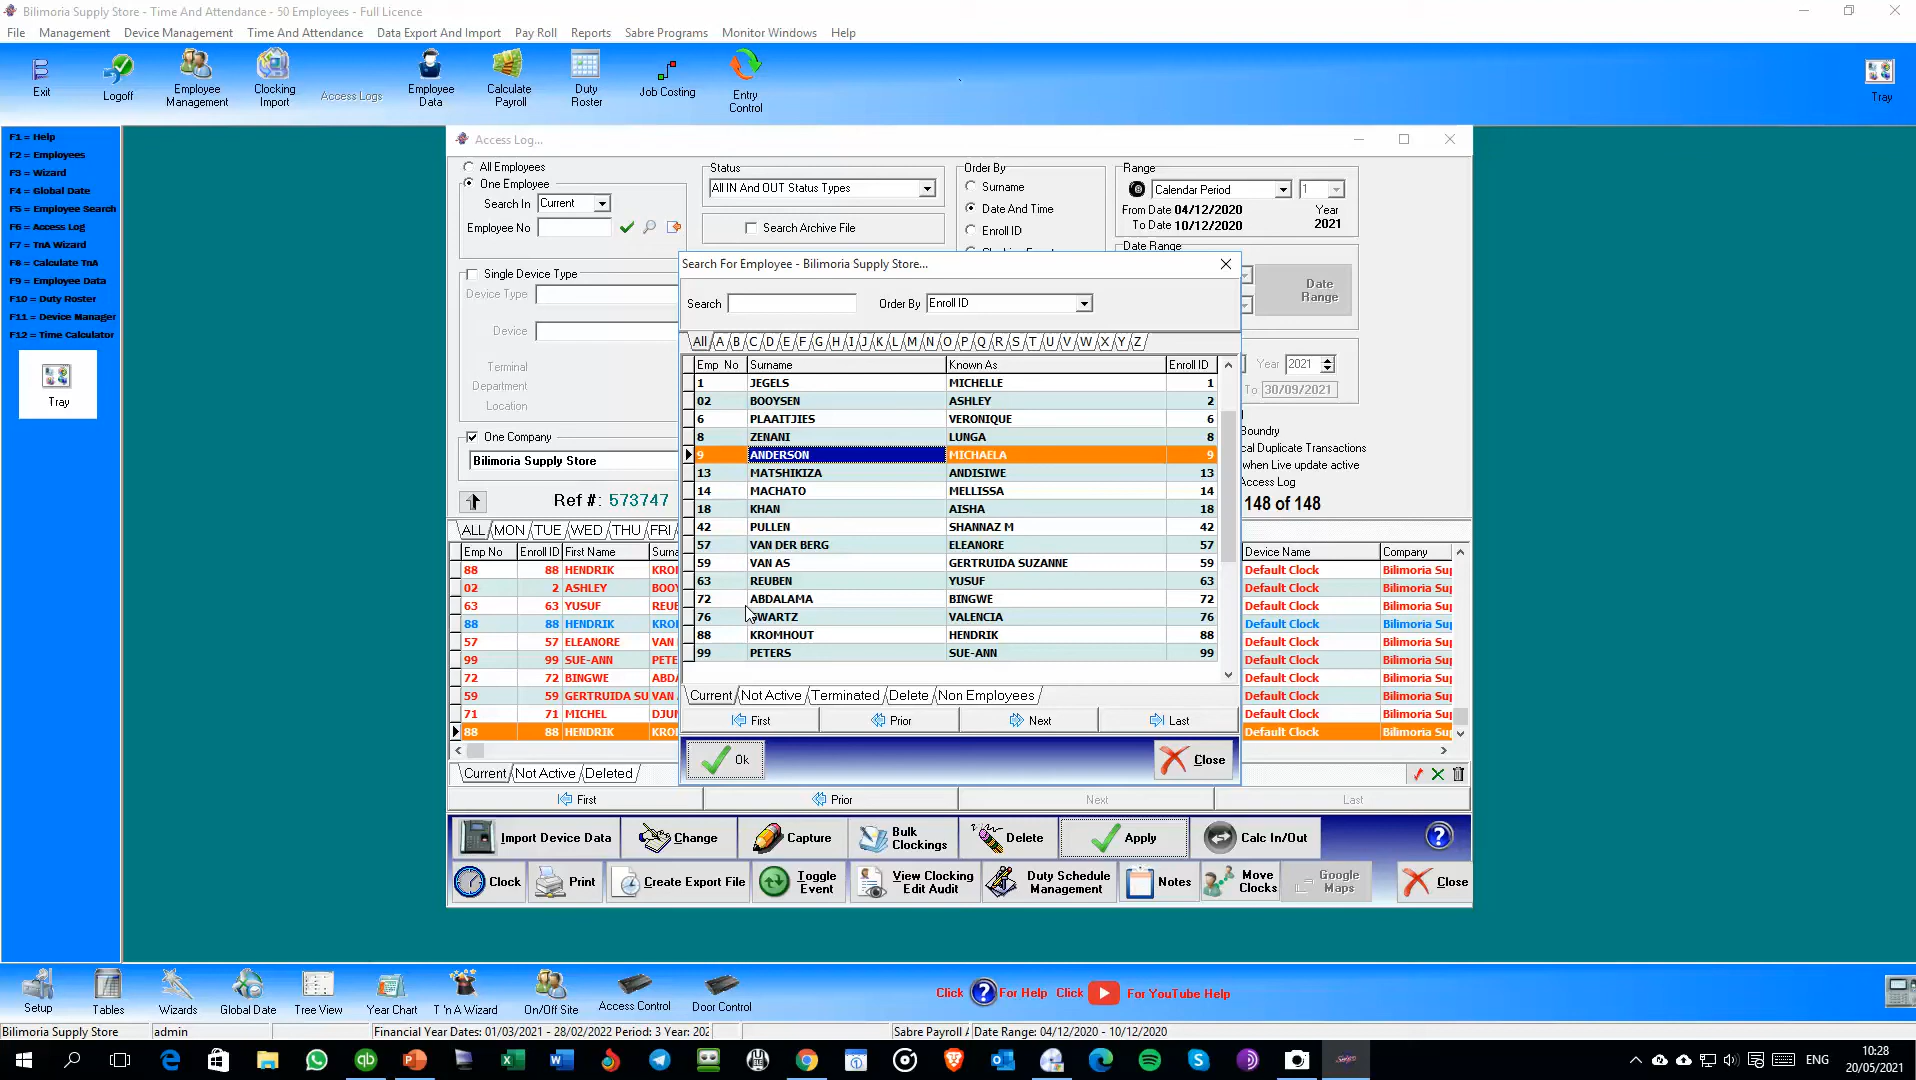 Bilimoria Supply Store - Time And Attendance - 50 Employees - Full Licence
File Management Device Management Time And Attendance Data Export And Import Pay Roll Reports Sabre Programs Monitor Windows Help
Exit Logoff Employee Management Clocking Import Access Logs Employee Data Calculate Payroll Duty Roster Job Costing Entry Control Tray
F1 = Help
F2 = Employees
F3 = Wizard
F4 = Global Date
F5 = Employee Search
F6 = Access Log
F7 = TnA Wizard
F8 = Calculate TnA
F9 = Employee Data
F10 = Duty Roster
F11 = Device Manager
F12 = Time Calculator
Tray
Access Log...
All Employees
One Employee
Search In Current
Employee No
Status
All IN And OUT Status Types
Search Archive File
Order By
Surname
Date And Time
Enroll ID
Range
Calendar Period 1
From Date 04/12/2020 Year
To Date 10/12/2020 2021
Date Range
Date Range
Single Device Type
Device Type
Device
Terminal
Department
Location
Year 2021
To 30/09/2021
One Company
Bilimoria Supply Store
Boundry
cal Duplicate Transactions
when Live update active
Access Log
Ref #: 573747
148 of 148
ALL MON TUE WED THU FRI
Emp No Enroll ID First Name Surna Device Name Company
88 88 HENDRIK KRO Default Clock Bilimoria Sup
02 2 ASHLEY BOO Default Clock Bilimoria Sup
63 63 YUSUF REUE Default Clock Bilimoria Sup
88 88 HENDRIK KRO Default Clock Bilimoria Sup
57 57 ELEANORE VAN Default Clock Bilimoria Sup
99 99 SUE-ANN PETE Default Clock Bilimoria Sup
72 72 BINGWE ABDA Default Clock Bilimoria Sup
59 59 GERTRUIDA SU VAN Default Clock Bilimoria Sup
71 71 MICHEL DJUN Default Clock Bilimoria Sup
88 88 HENDRIK KRO Default Clock Bilimoria Sup
Current Not Active Deleted
First Prior Next Last
Search For Employee - Bilimoria Supply Store...
Search Order By Enroll ID
All A B C D E F G H I J K L M N O P Q R S T U V W X Y Z
Emp No Surname Known As Enroll ID
1 JEGELS MICHELLE 1
02 BOOYSEN ASHLEY 2
6 PLAAITJIES VERONIQUE 6
8 ZENANI LUNGA 8
9 ANDERSON MICHAELA 9
13 MATSHIKIZA ANDISIWE 13
14 MACHATO MELLISSA 14
18 KHAN AISHA 18
42 PULLEN SHANNAZ M 42
57 VAN DER BERG ELEANORE 57
59 VAN AS GERTRUIDA SUZANNE 59
63 REUBEN YUSUF 63
72 ABDALAMA BINGWE 72
76 SWARTZ VALENCIA 76
88 KROMHOUT HENDRIK 88
99 PETERS SUE-ANN 99
Current Not Active Terminated Delete Non Employees
First Prior Next Last
Ok Close
Import Device Data Change Capture Bulk Clockings Delete Apply Calc In/Out
Clock Print Create Export File Toggle Event View Clocking Edit Audit Duty Schedule Management Notes Move Clocks Google Maps Close
Setup Tables Wizards Global Date Tree View Year Chart T 'n A Wizard On/Off Site Access Control Door Control
Click For Help Click For YouTube Help
Bilimoria Supply Store admin Financial Year Dates: 01/03/2021 - 28/02/2022 Period: 3 Year: 202 Sabre Payroll A Date Range: 04/12/2020 - 10/12/2020
ENG 10:28
20/05/2021